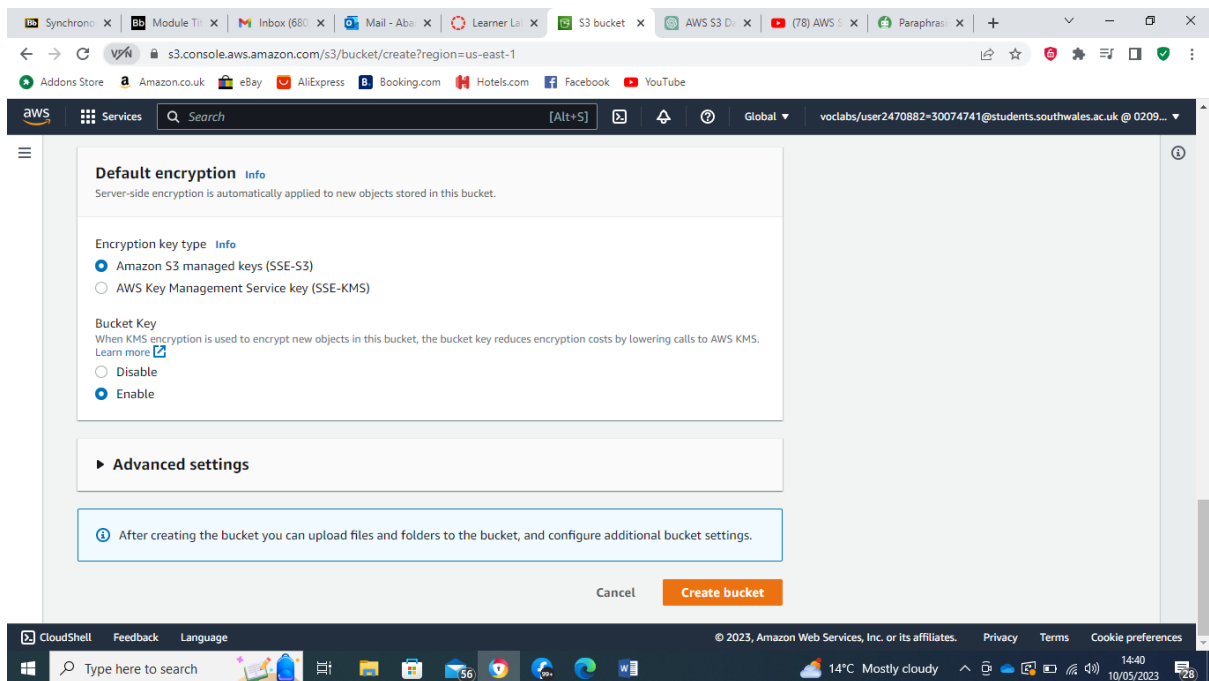 Synchrono
Module Tit
Inbox (680
Mail - Aba
Learner La
S3 bucket
AWS S3 Da
(78) AWS S
Paraphrasi
VPN s3.console.aws.amazon.com/s3/bucket/create?region=us-east-1
Addons Store Amazon.co.uk eBay AliExpress Booking.com Hotels.com Facebook YouTube
aws Services Search [Alt+S] Global voclabs/user2470882=30074741@students.southwales.ac.uk @ 0209...
Default encryption Info
Server-side encryption is automatically applied to new objects stored in this bucket.
Encryption key type Info
Amazon S3 managed keys (SSE-S3)
AWS Key Management Service key (SSE-KMS)
Bucket Key
When KMS encryption is used to encrypt new objects in this bucket, the bucket key reduces encryption costs by lowering calls to AWS KMS.
Learn more
Disable
Enable
Advanced settings
After creating the bucket you can upload files and folders to the bucket, and configure additional bucket settings.
Cancel Create bucket
CloudShell Feedback Language © 2023, Amazon Web Services, Inc. or its affiliates. Privacy Terms Cookie preferences
Type here to search 56 99+ 14°C Mostly cloudy 14:40
10/05/2023 28